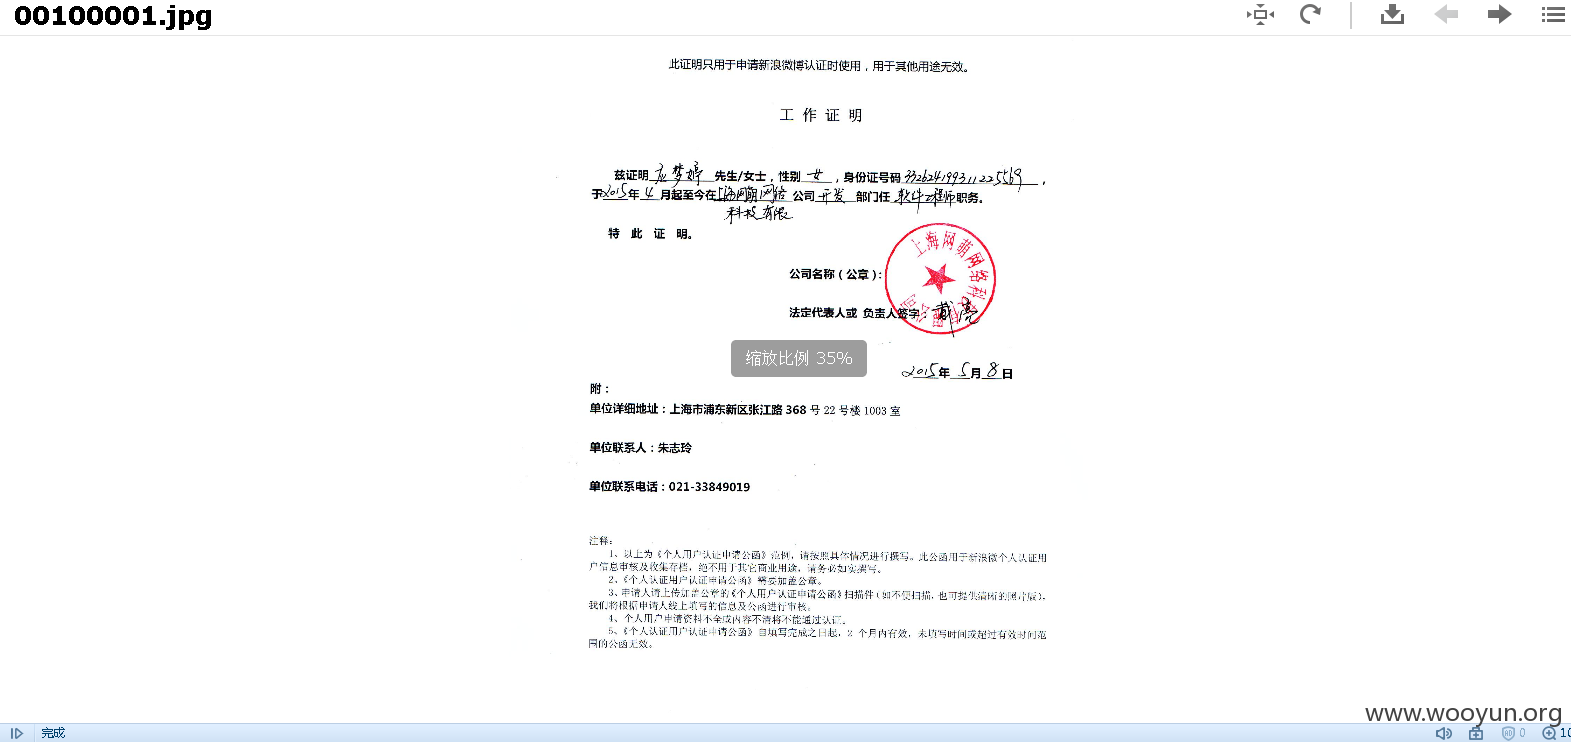 00100001.jpg
此证明只用于申请新浪微博认证时使用，用于其他用途无效。
工 作 证 明
兹证明 应梦婷 先生/女士，性别 女 ，身份证号码 332624199311225569 ，
于2015年 4 月起至今在上海网萌网络 公司 开发 部门任 软件工程师 职务。
科技有限
特 此 证 明。
上海网萌网络科技有限公司
公司名称（公章）：
法定代表人或 负责人签字：
缩放比例 35%
2015年 5月 8日
附：
单位详细地址：上海市浦东新区张江路 368 号 22 号楼 1003 室
单位联系人：朱志玲
单位联系电话：021-33849019
注释：
1、以上为《个人用户认证申请公函》范例，请按照具体情况进行撰写。此公函用于新浪微个人认证用
户信息审核及收集存档，绝不用于其它商业用途，请务必如实撰写。
2、《个人认证用户认证申请公函》需要加盖公章。
3、申请人请上传加盖公章的《个人用户认证申请公函》扫描件（如不便扫描，也可提供清晰的照片版），
我们将根据申请人线上填写的信息及公函进行审核。
4、个人用户申请资料不全或内容不清将不能通过认证。
5、《个人认证用户认证申请公函》自填写完成之日起，2 个月内有效，未填写时间或超过有效时间范
围的公函无效。
www.wooyun.org
完成
0
10